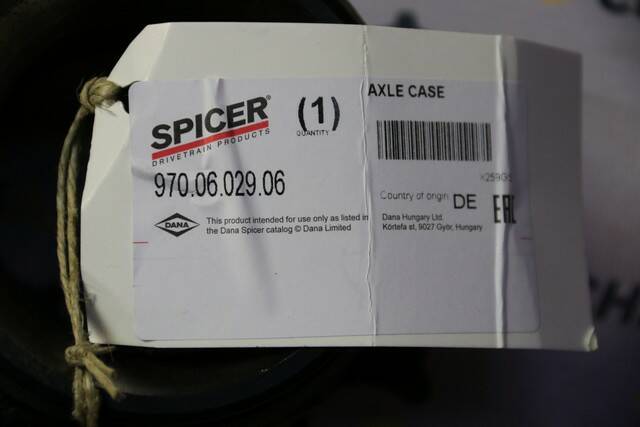 SPICER®
DRIVETRAIN PRODUCTS
(1)
QUANTITY
AXLE CASE
970.06.029.06
Country of origin DE
EAC
DANA
This product intended for use only as listed in
the Dana Spicer catalog © Dana Limited
Dana Hungary Ltd.
Körtefa st, 9027 Györ, Hungary